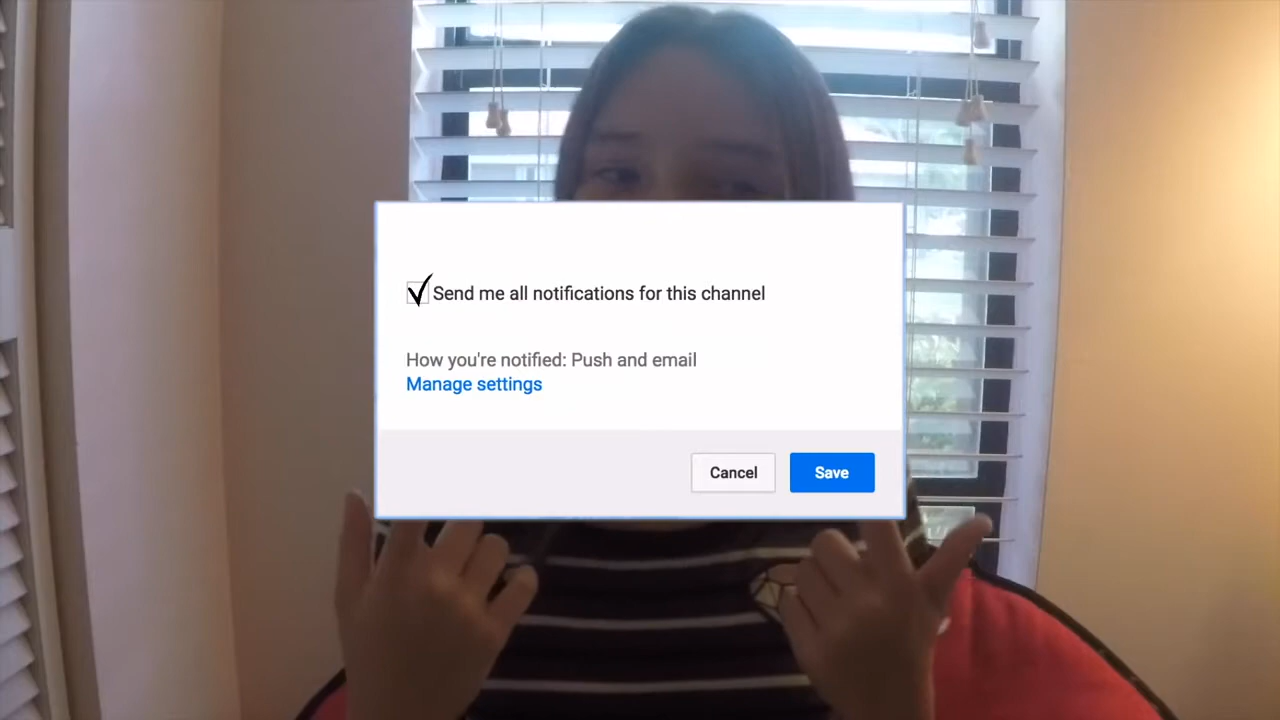 Send me all notifications for this channel
How you're notified: Push and email
Manage settings
Cancel
Save